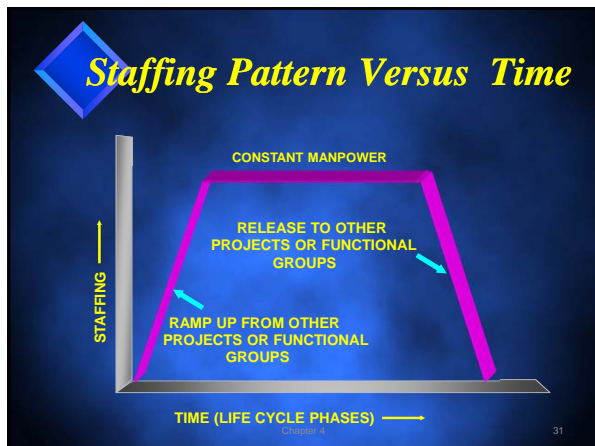 Staffing Pattern Versus Time
CONSTANT MANPOWER
RELEASE TO OTHER
PROJECTS OR FUNCTIONAL
GROUPS
STAFFING
RAMP UP FROM OTHER
PROJECTS OR FUNCTIONAL
GROUPS
TIME (LIFE CYCLE PHASES)
Chapter 4
31